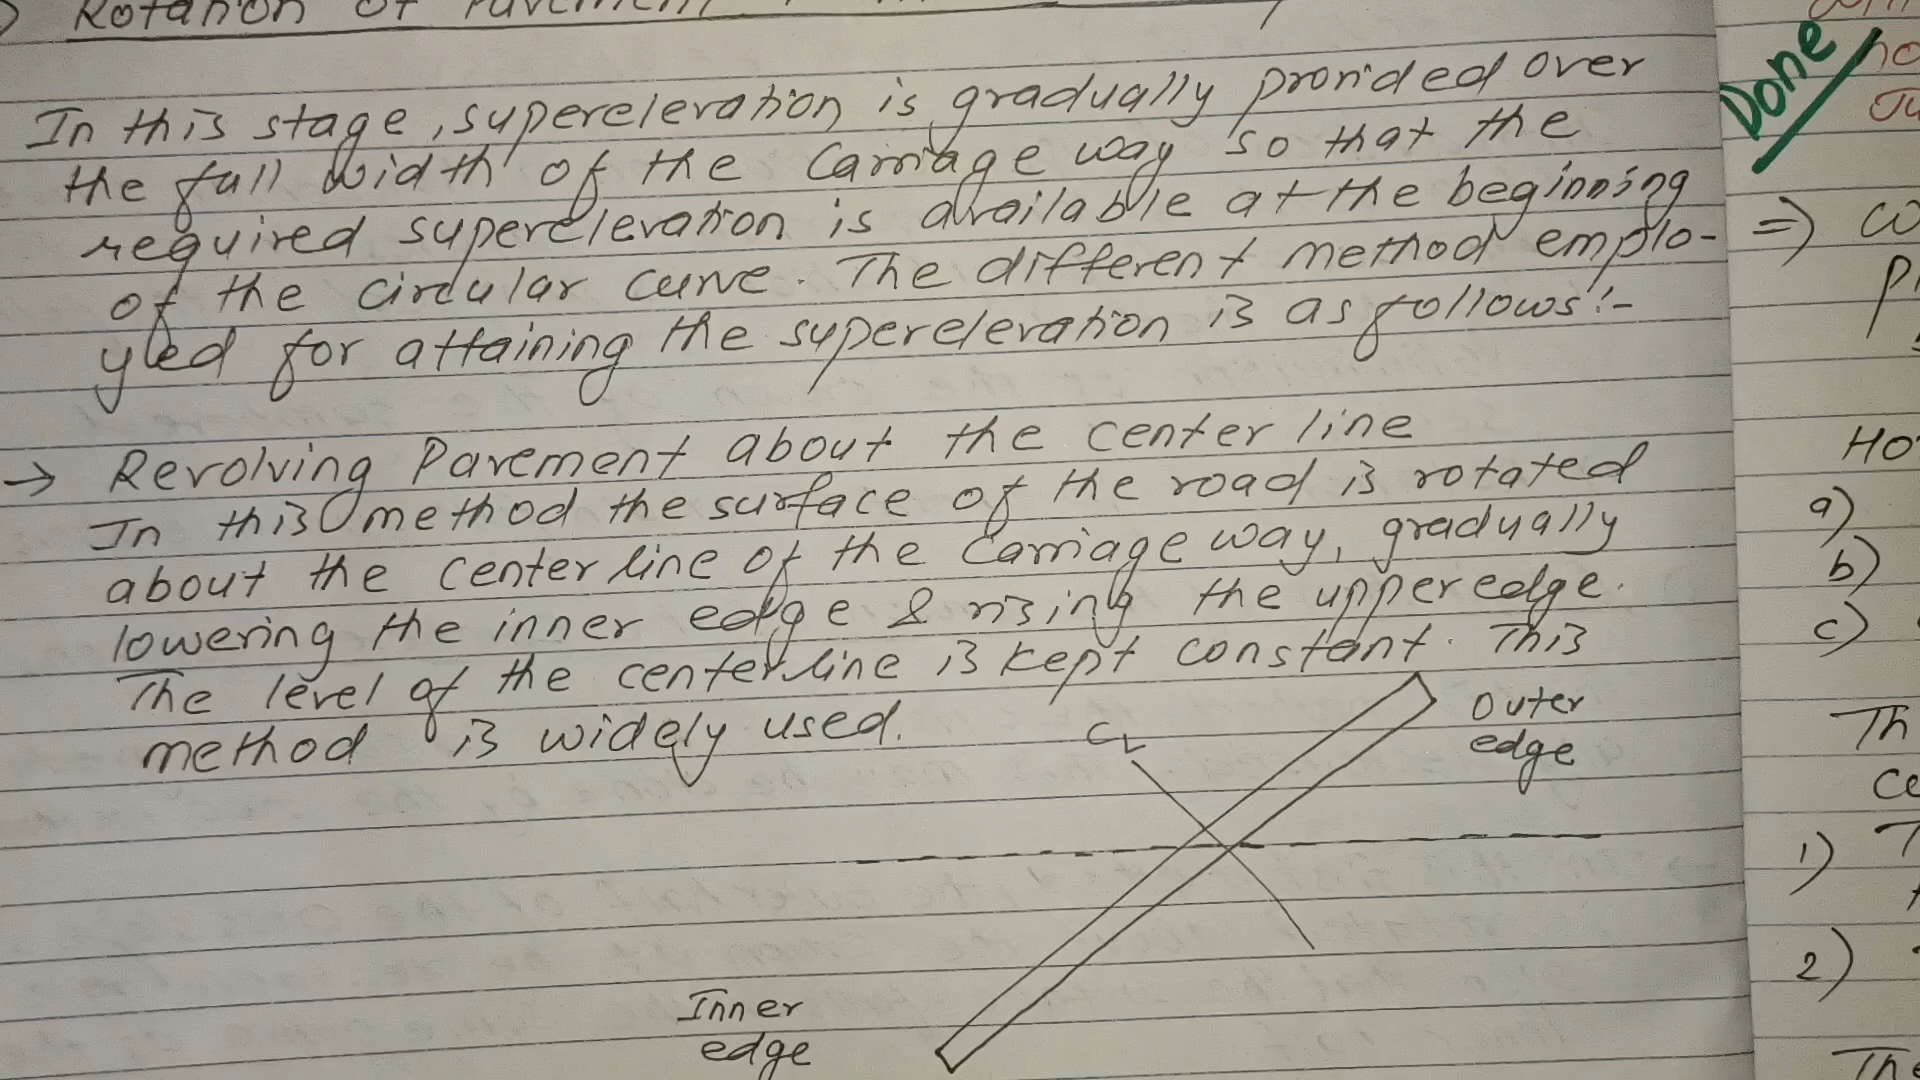 Rotation of Pavement
In this stage, superelevation is gradually provided over
the full width of the carriage way so that the
required superelevation is available at the beginning
of the circular curve. The different method emplo-
yed for attaining the superelevation is as follows:-
→ Revolving Pavement about the center line
In this method the surface of the road is rotated
about the center line of the carriage way, gradually
lowering the inner edge & rising the upper edge.
The level of the center line is kept constant. This
method is widely used.
CL
Outer
edge
Inner
edge
Done
=>
a)
b)
c)
1)
2)